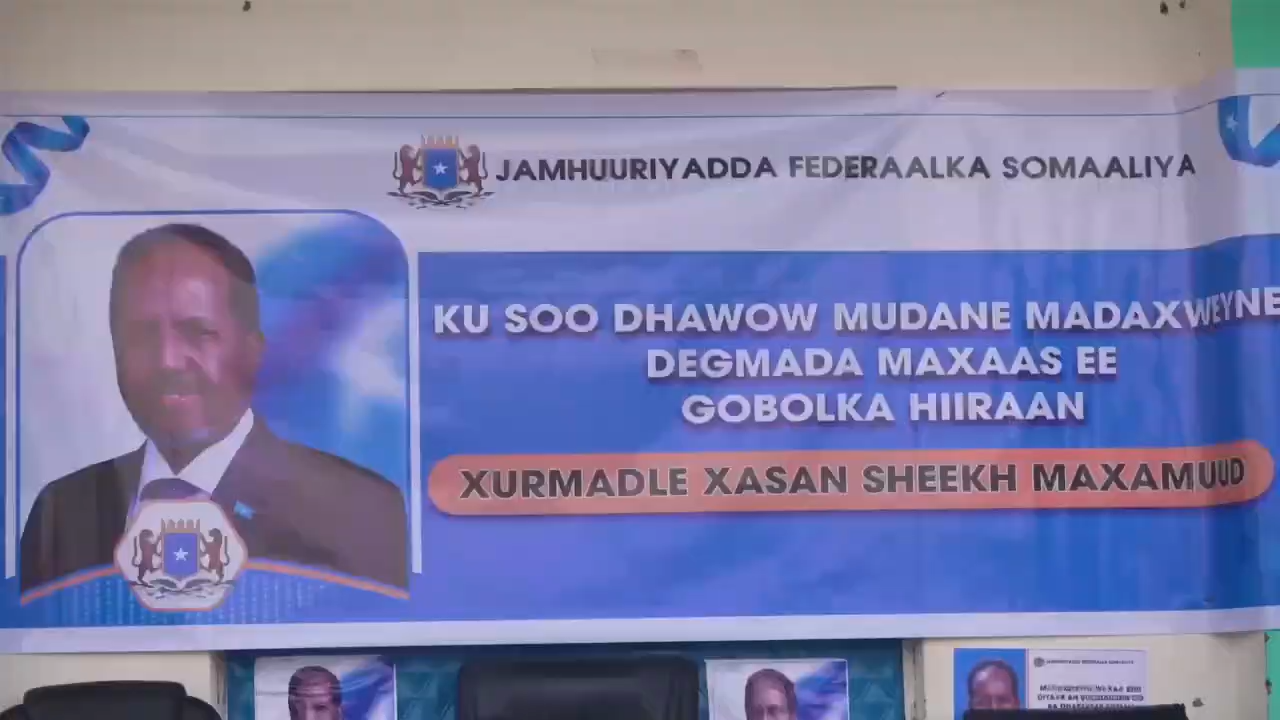 JAMHUURIYADDA FEDERAALKA SOMAALIYA
KU SOO DHAWOW MUDANE MADAXWEYNE
DEGMADA MAXAAS EE
GOBOLKA HIIRAAN
XURMADLE XASAN SHEEKH MAXAMUUD